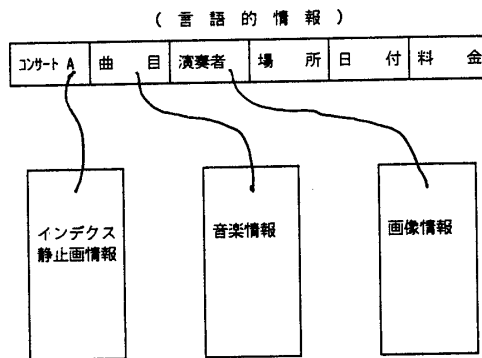 (言語的情報)
コンサート A 曲目 演奏者 場所 日付 料金
インデクス
静止画情報
音楽情報
画像情報